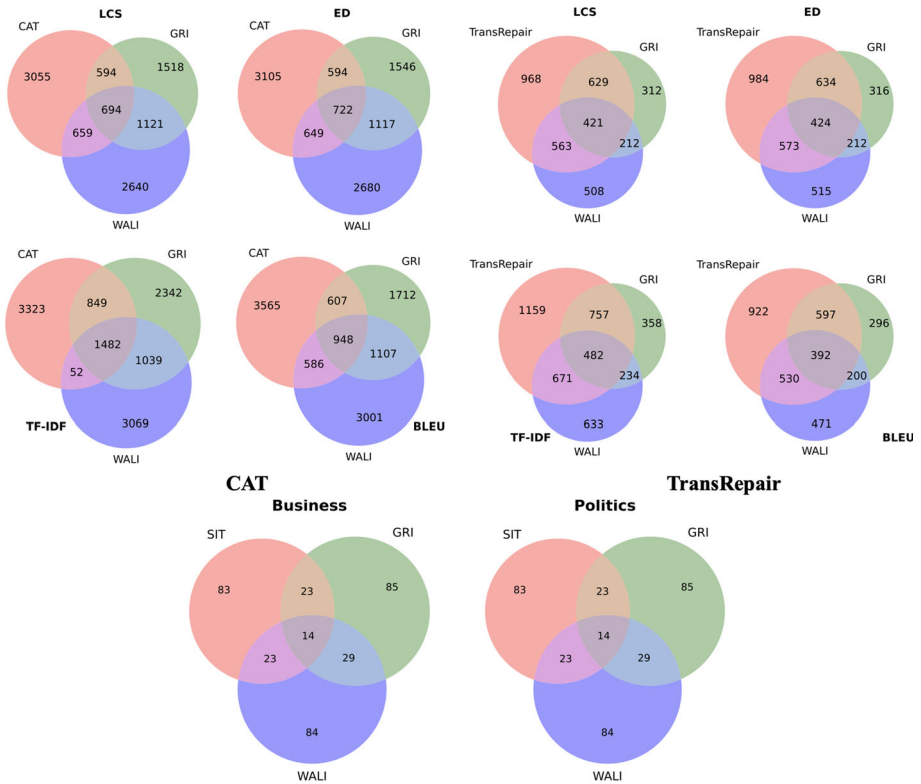 LCS ED LCS ED
CAT GRI CAT GRI TransRepair GRI TransRepair GRI
3055 594 1518 3105 594 1546 968 629 312 984 634 316
694 722 421 424
659 1121 649 1117 563 212 573 212
2640 2680 508 515
WALI WALI WALI WALI
CAT GRI CAT GRI TransRepair GRI TransRepair GRI
3323 849 2342 3565 607 1712 1159 757 358 922 597 296
1482 948 482 392
52 1039 586 1107 671 234 530 200
TF-IDF 3069 3001 BLEU TF-IDF 633 471 BLEU
WALI WALI WALI WALI
CAT TransRepair
Business Politics
SIT GRI SIT GRI
83 23 85 83 23 85
14 14
23 29 23 29
84 84
WALI WALI